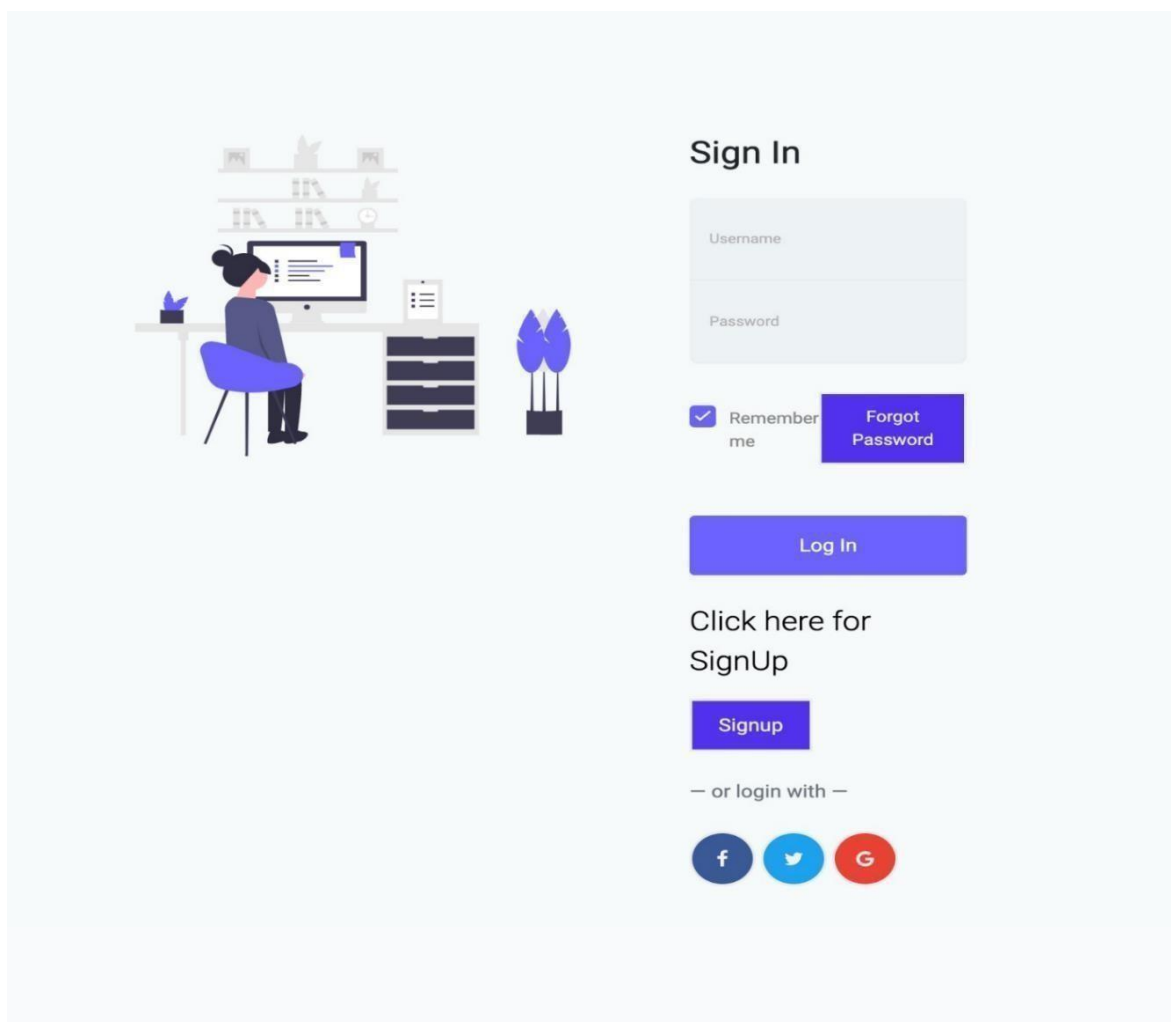 Sign In
Username
Password
Remember
me
Forgot
Password
Log In
Click here for
SignUp
Signup
— or login with —
f
G